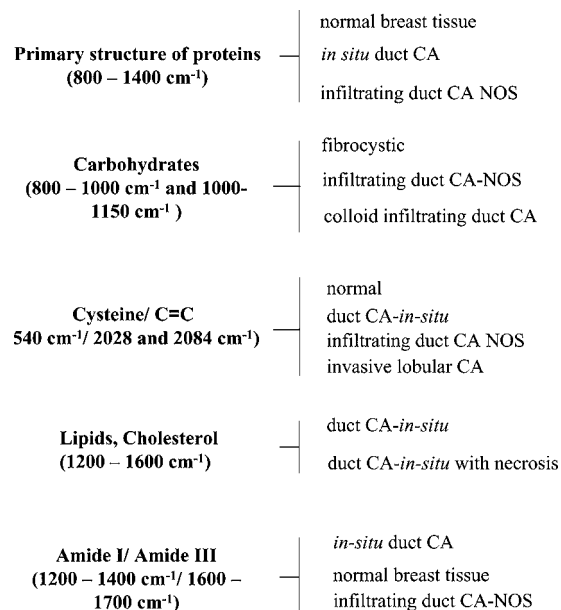 normal breast tissue
Primary structure of proteins
(800 – 1400 cm⁻¹)
in situ duct CA
infiltrating duct CA NOS
fibrocystic
Carbohydrates
(800 – 1000 cm⁻¹ and 1000-
1150 cm⁻¹ )
infiltrating duct CA-NOS
colloid infiltrating duct CA
normal
Cysteine/ C=C
540 cm⁻¹/ 2028 and 2084 cm⁻¹)
duct CA-in-situ
infiltrating duct CA NOS
invasive lobular CA
duct CA-in-situ
Lipids, Cholesterol
(1200 – 1600 cm⁻¹)
duct CA-in-situ with necrosis
in-situ duct CA
Amide I/ Amide III
(1200 – 1400 cm⁻¹/ 1600 –
1700 cm⁻¹)
normal breast tissue
infiltrating duct CA-NOS